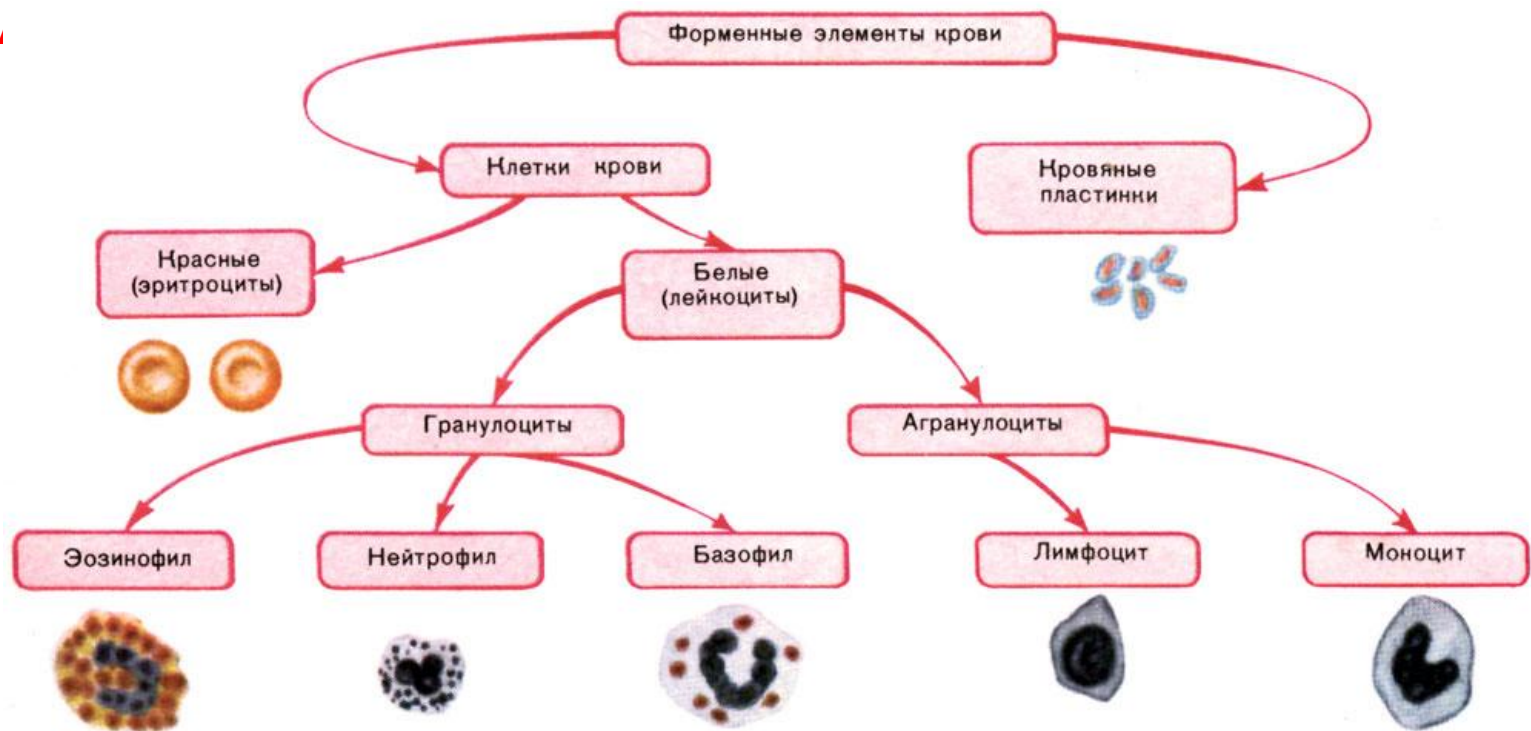 Форменные элементы крови
Клетки крови
Кровяные
пластинки
Красные
(эритроциты)
Белые
(лейкоциты)
Гранулоциты
Агранулоциты
Эозинофил
Нейтрофил
Базофил
Лимфоцит
Моноцит